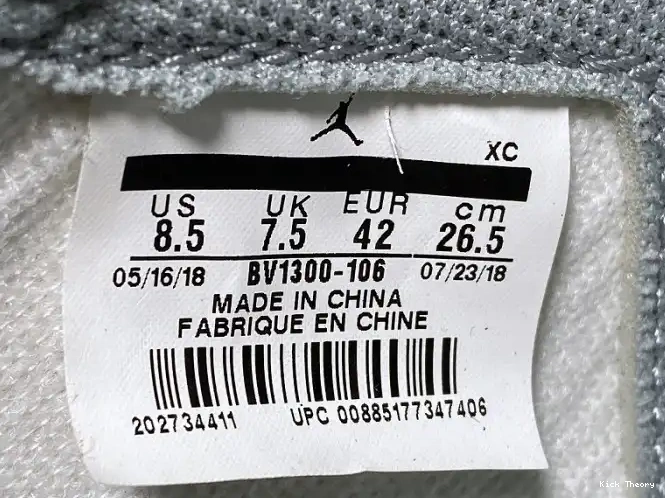 XC
US UK EUR cm
8.5 7.5 42 26.5
05/16/18 BV1300-106 07/23/18
MADE IN CHINA
FABRIQUE EN CHINE
202734411 UPC 00885177347406
Kick Theory